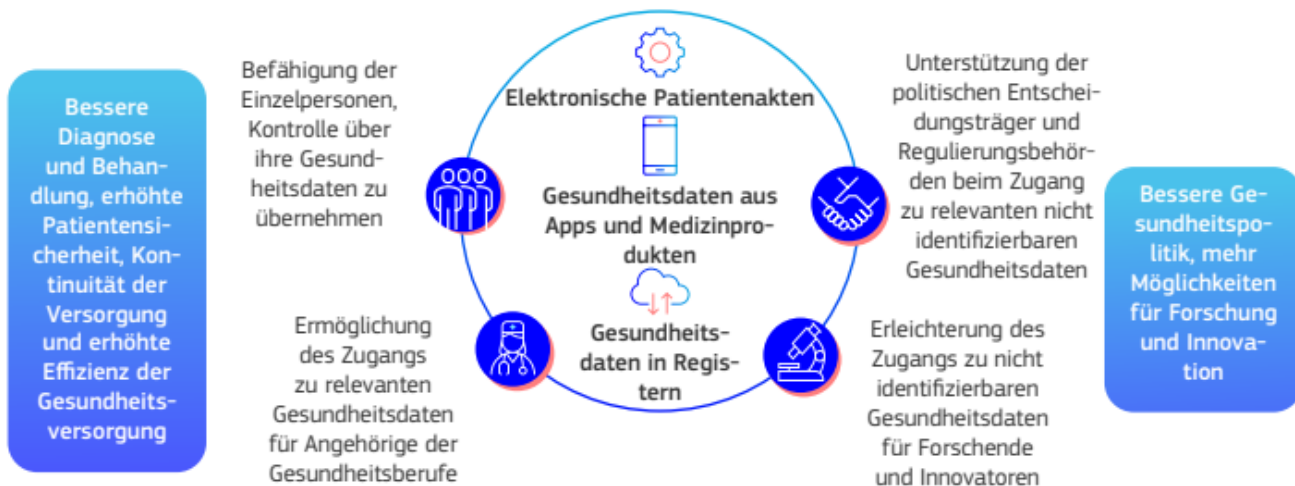 Bessere
Diagnose
und Behan-
dlung, erhöhte
Patientensi-
cherheit, Kon-
tinuität der
Versorgung
und erhöhte
Effizienz der
Gesundheits-
versorgung
Befähigung der
Einzelpersonen,
Kontrolle über
ihre Gesund-
heitsdaten zu
übernehmen
Ermöglichung
des Zugangs
zu relevanten
Gesundheitsdaten
für Angehörige der
Gesundheitsberufe
Elektronische Patientenakten
Gesundheitsdaten aus
Apps und Medizinpro-
dukten
Gesundheits-
daten in Regis-
tern
Unterstützung der
politischen Entschei-
dungsträger und
Regulierungsbehör-
den beim Zugang
zu relevanten nicht
identifizierbaren
Gesundheitsdaten
Erleichterung des
Zugangs zu nicht
identifizierbaren
Gesundheitsdaten
für Forschende
und Innovatoren
Bessere Ge-
sundheitspo-
litik, mehr
Möglichkeiten
für Forschung
und Innova-
tion